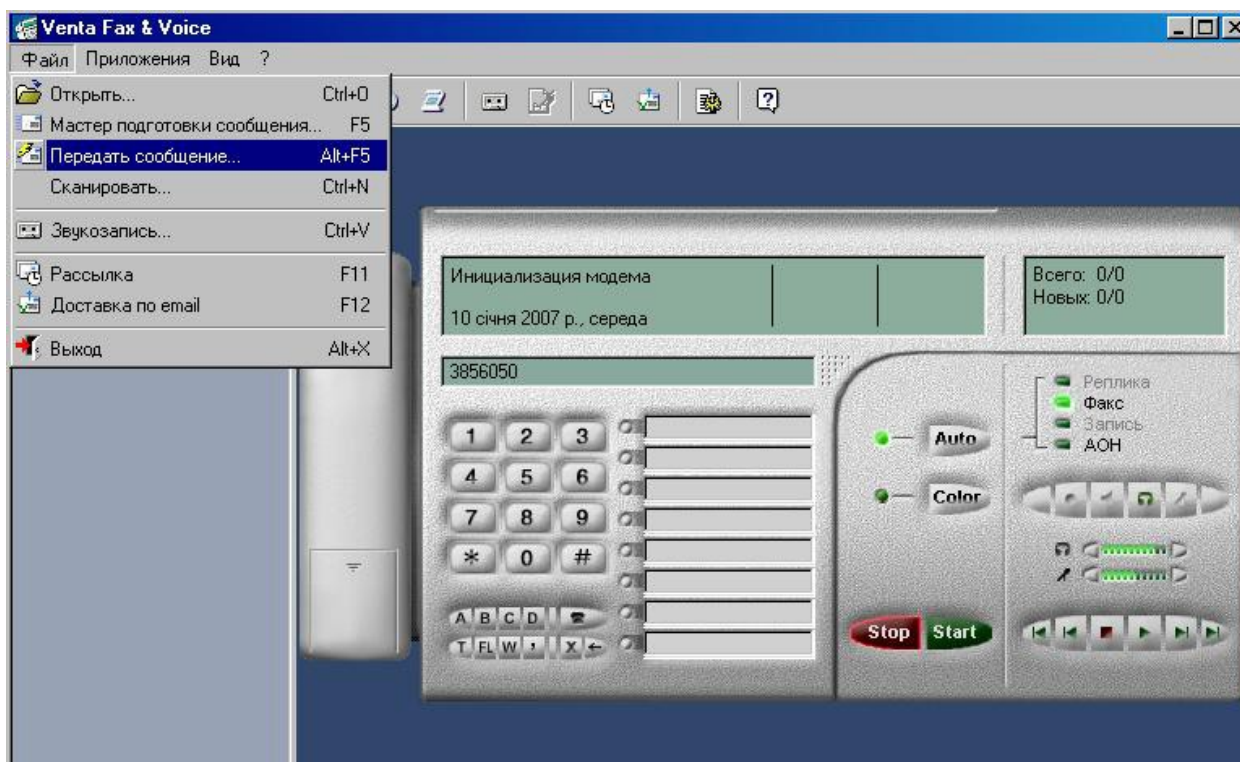 Venta Fax & Voice
Файл Приложения Вид ?
Открыть... Ctrl+O
Мастер подготовки сообщения... F5
Передать сообщение... Alt+F5
Сканировать... Ctrl+N
Звукозапись... Ctrl+V
Рассылка F11
Доставка по email F12
Выход Alt+X
Инициализация модема
10 січня 2007 р., середа
Всего: 0/0
Новых: 0/0
3856050
Реплика
Факс
Запись
АОН
1 2 3
4 5 6
7 8 9
* 0 #
A B C D
T FL W , X ←
Auto
Color
Stop Start